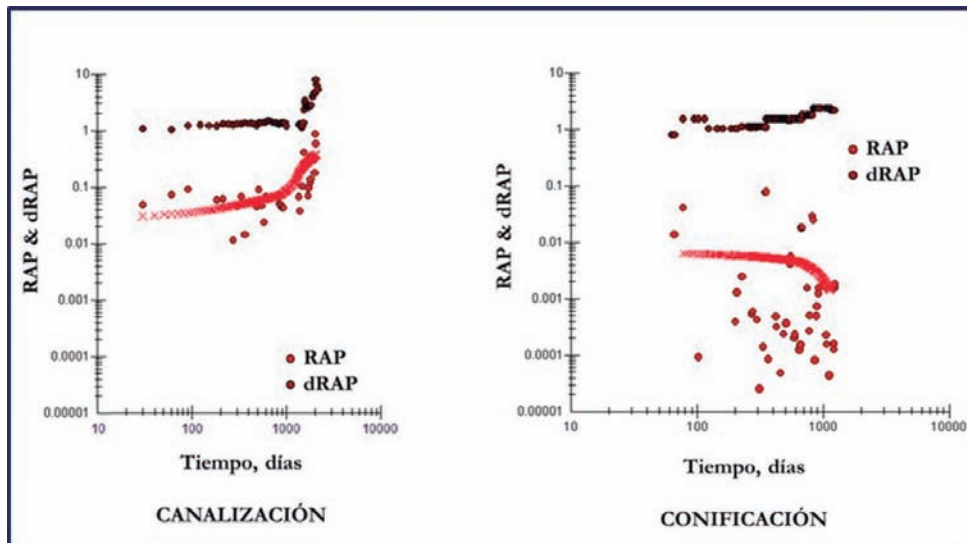 10
1
0.1
0.01
0.001
0.0001
0.00001
10 100 1000 10000
RAP & dRAP
RAP
dRAP
Tiempo, días
CANALIZACIÓN
10
1
0.1
0.01
0.001
0.0001
0.00001
10 100 1000 10000
RAP & dRAP
RAP
dRAP
Tiempo, días
CONIFICACIÓN